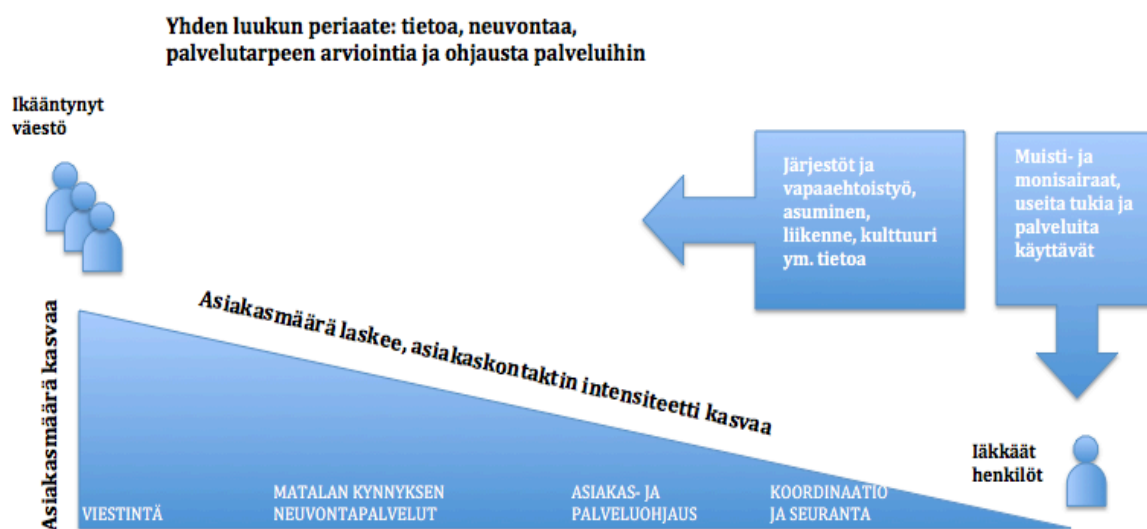 Yhden luukun periaate: tietoa, neuvontaa,
palvelutarpeen arviointia ja ohjausta palveluihin
Ikääntynyt
väestö
Järjestöt ja
vapaaehtoistyö,
asuminen,
liikenne, kulttuuri
ym. tietoa
Muisti- ja
monisairaat,
useita tukia ja
palveluita
käyttävät
Asiakasmäärä kasvaa
Asiakasmäärä laskee, asiakaskontaktin intensiteetti kasvaa
Iäkkäät
henkilöt
VIESTINTÄ
MATALAN KYNNYKSEN
NEUVONTAPALVELUT
ASIAKAS- JA
PALVELUOHJAUS
KOORDINAATIO
JA SEURANTA